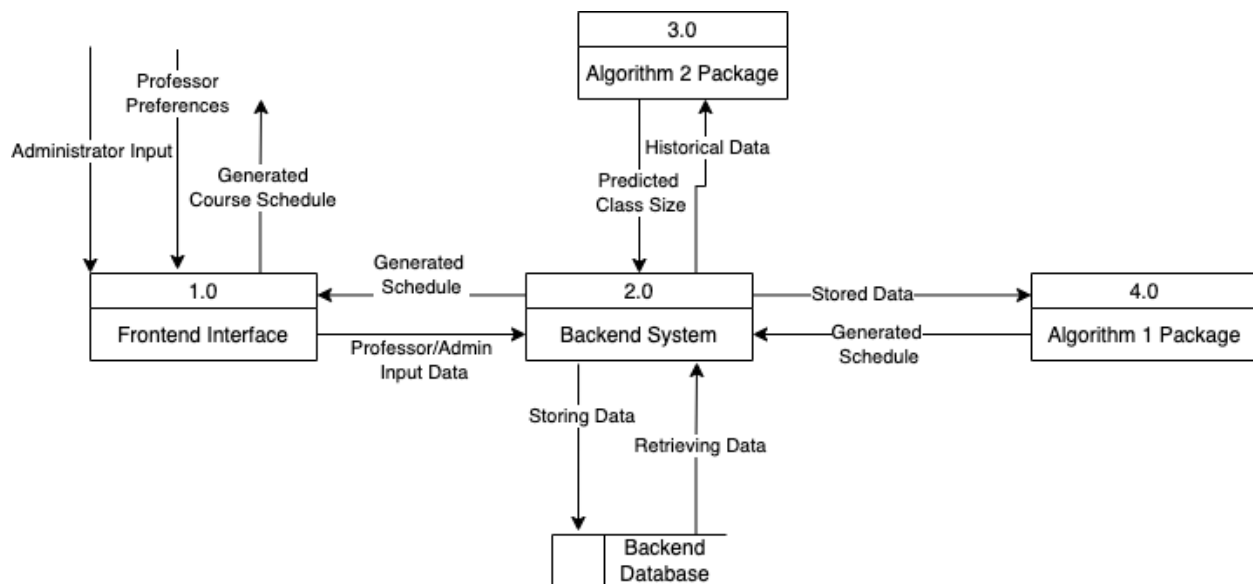 3.0
Algorithm 2 Package
Professor
Preferences
Administrator Input
Generated
Course Schedule
Historical Data
Predicted
Class Size
Generated
Schedule
1.0
Frontend Interface
2.0
Backend System
Stored Data
4.0
Algorithm 1 Package
Generated
Schedule
Professor/Admin
Input Data
Storing Data
Retrieving Data
Backend
Database